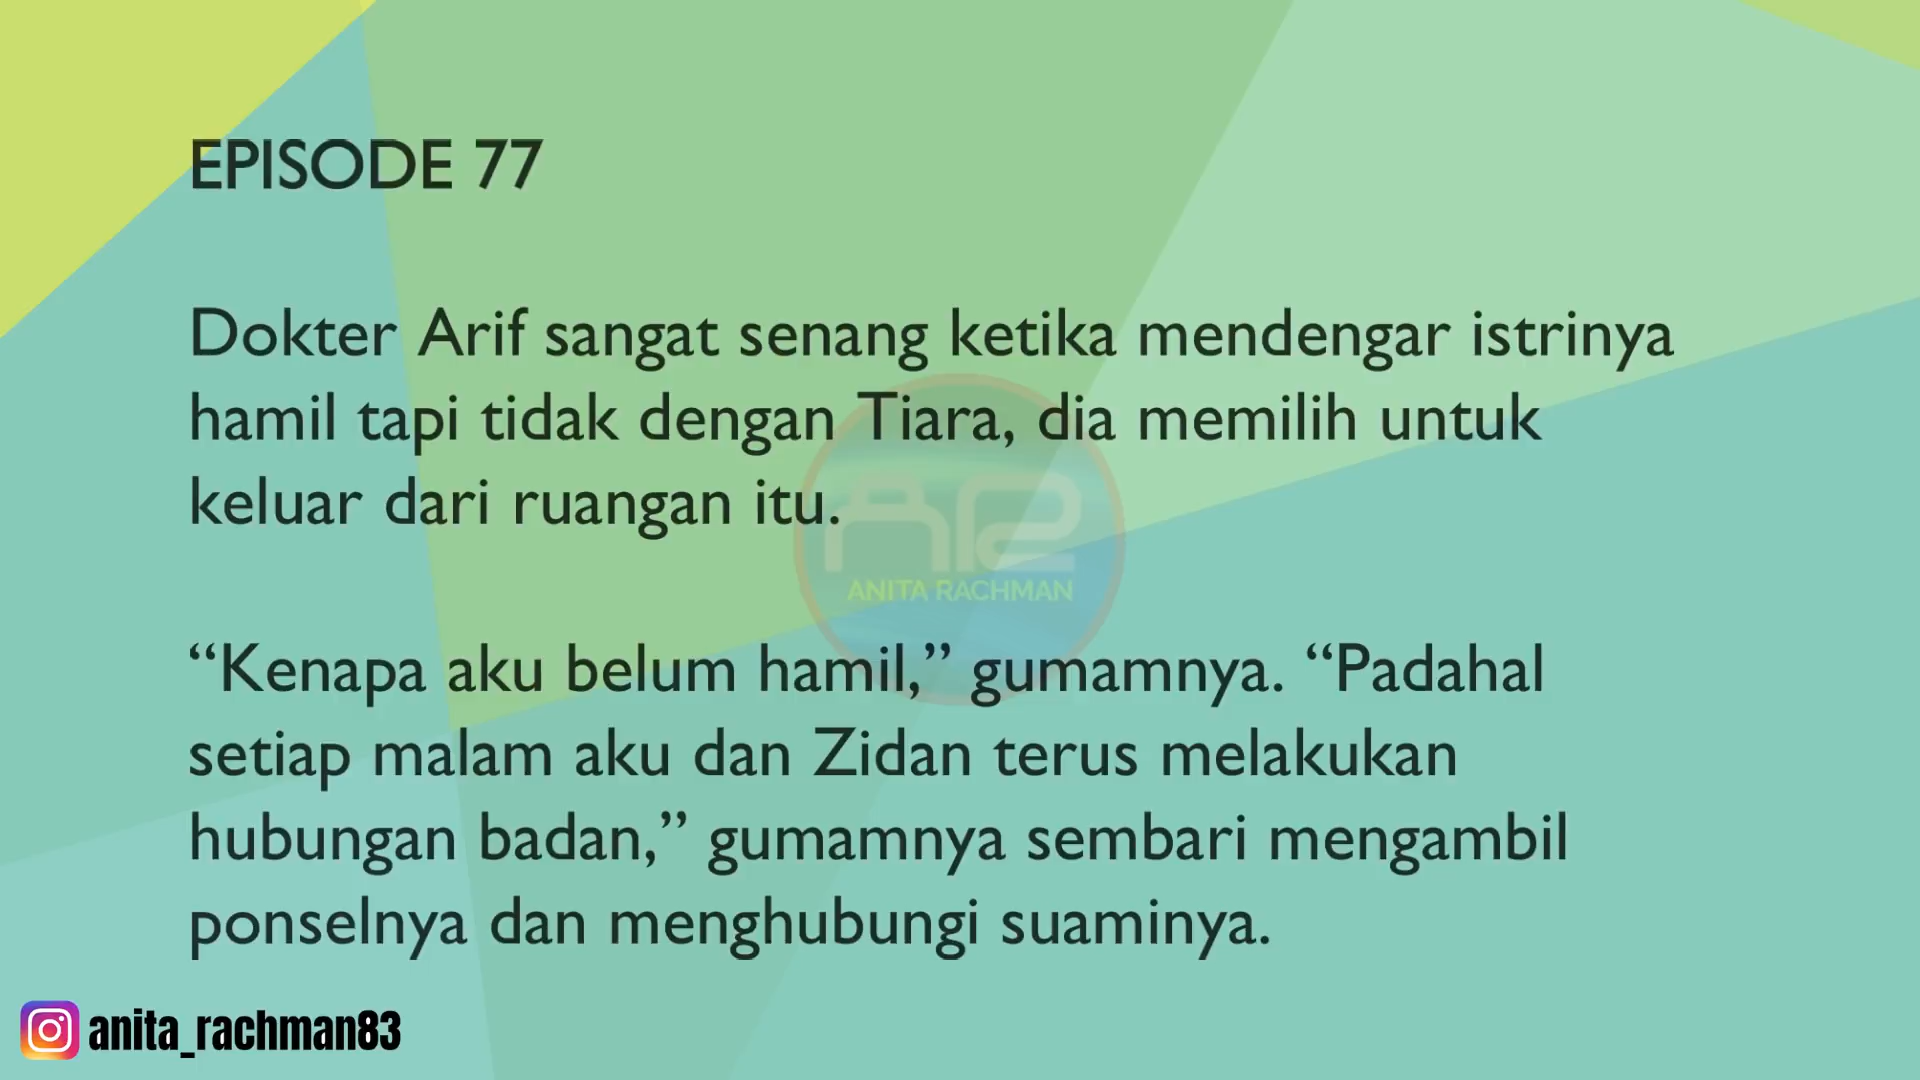 EPISODE 77
Dokter Arif sangat senang ketika mendengar istrinya
hamil tapi tidak dengan Tiara, dia memilih untuk
keluar dari ruangan itu.
AR
ANITA RACHMAN
“Kenapa aku belum hamil,” gumamnya. “Padahal
setiap malam aku dan Zidan terus melakukan
hubungan badan,” gumamnya sembari mengambil
ponselnya dan menghubungi suaminya.
anita_rachman83